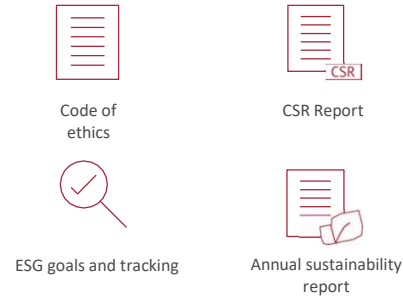 CSR
Code of
ethics
CSR Report
ESG goals and tracking
Annual sustainability
report